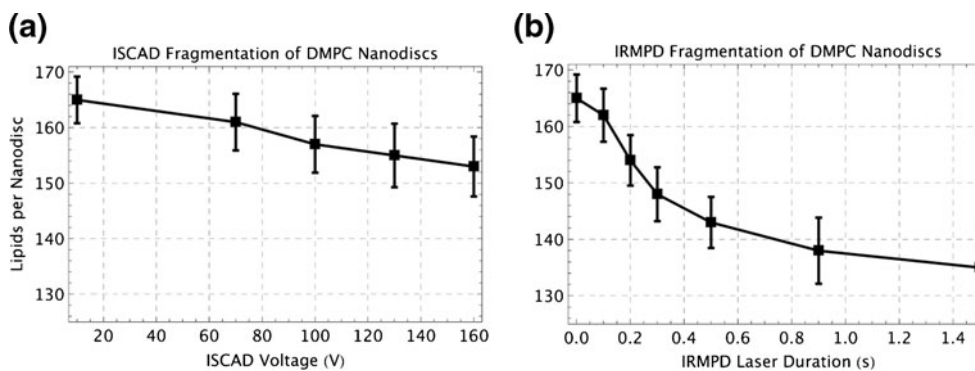 (a)
ISCAD Fragmentation of DMPC Nanodiscs
170
160
150
140
130
Lipids per Nanodisc
20 40 60 80 100 120 140 160
ISCAD Voltage (V)
(b)
IRMPD Fragmentation of DMPC Nanodiscs
170
160
150
140
130
0.0 0.2 0.4 0.6 0.8 1.0 1.2 1.4
IRMPD Laser Duration (s)